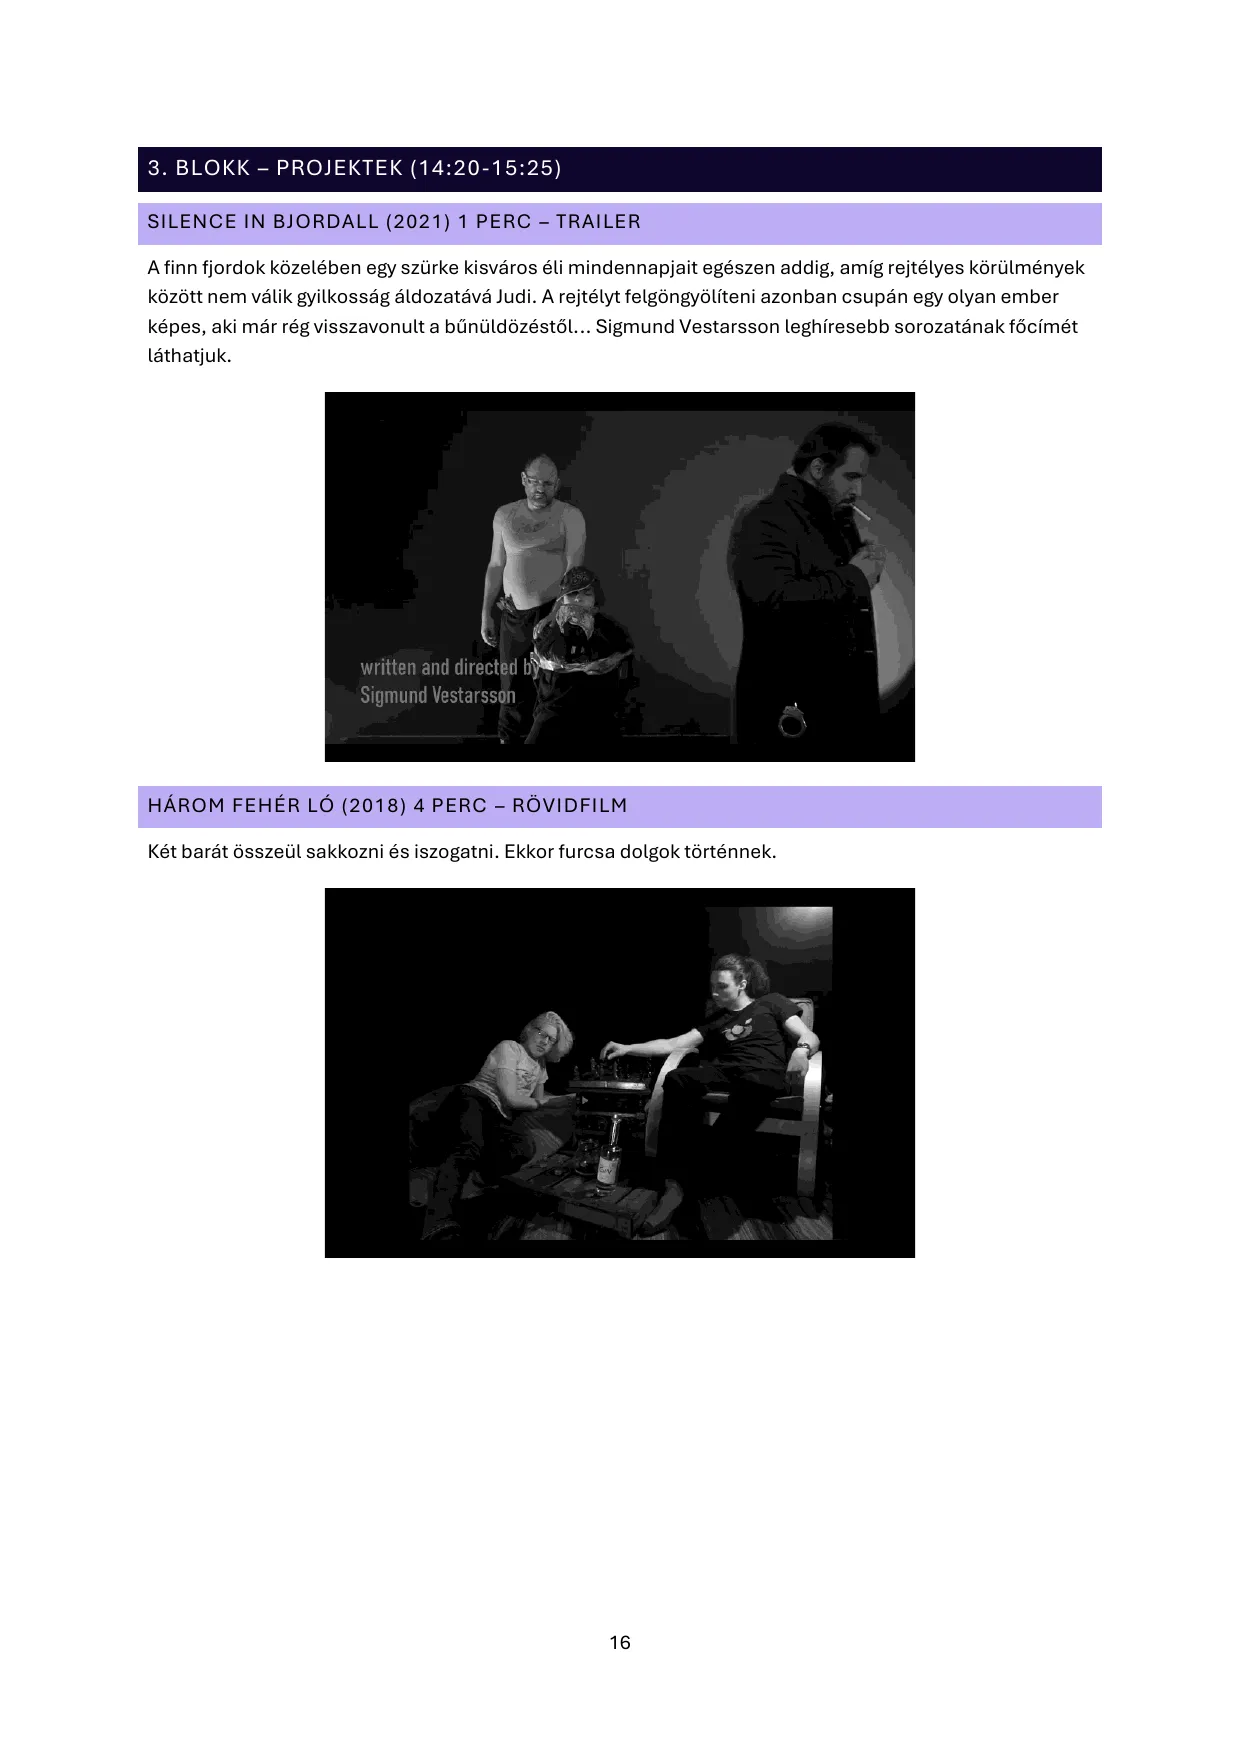 3. BLOKK – PROJEKTEK (14:20-15:25)
SILENCE IN BJORDALL (2021) 1 PERC – TRAILER
A finn fjordok közelében egy szürke kisváros éli mindennapjait egészen addig, amíg rejtélyes körülmények
között nem válik gyilkosság áldozatává Judi. A rejtélyt felgöngyölíteni azonban csupán egy olyan ember
képes, aki már rég visszavonult a bűnüldözéstől... Sigmund Vestarsson leghíresebb sorozatának főcímét
láthatjuk.
written and directed by
Sigmund Vestarsson
HÁROM FEHÉR LÓ (2018) 4 PERC – RÖVIDFILM
Két barát összeül sakkozni és iszogatni. Ekkor furcsa dolgok történnek.
16